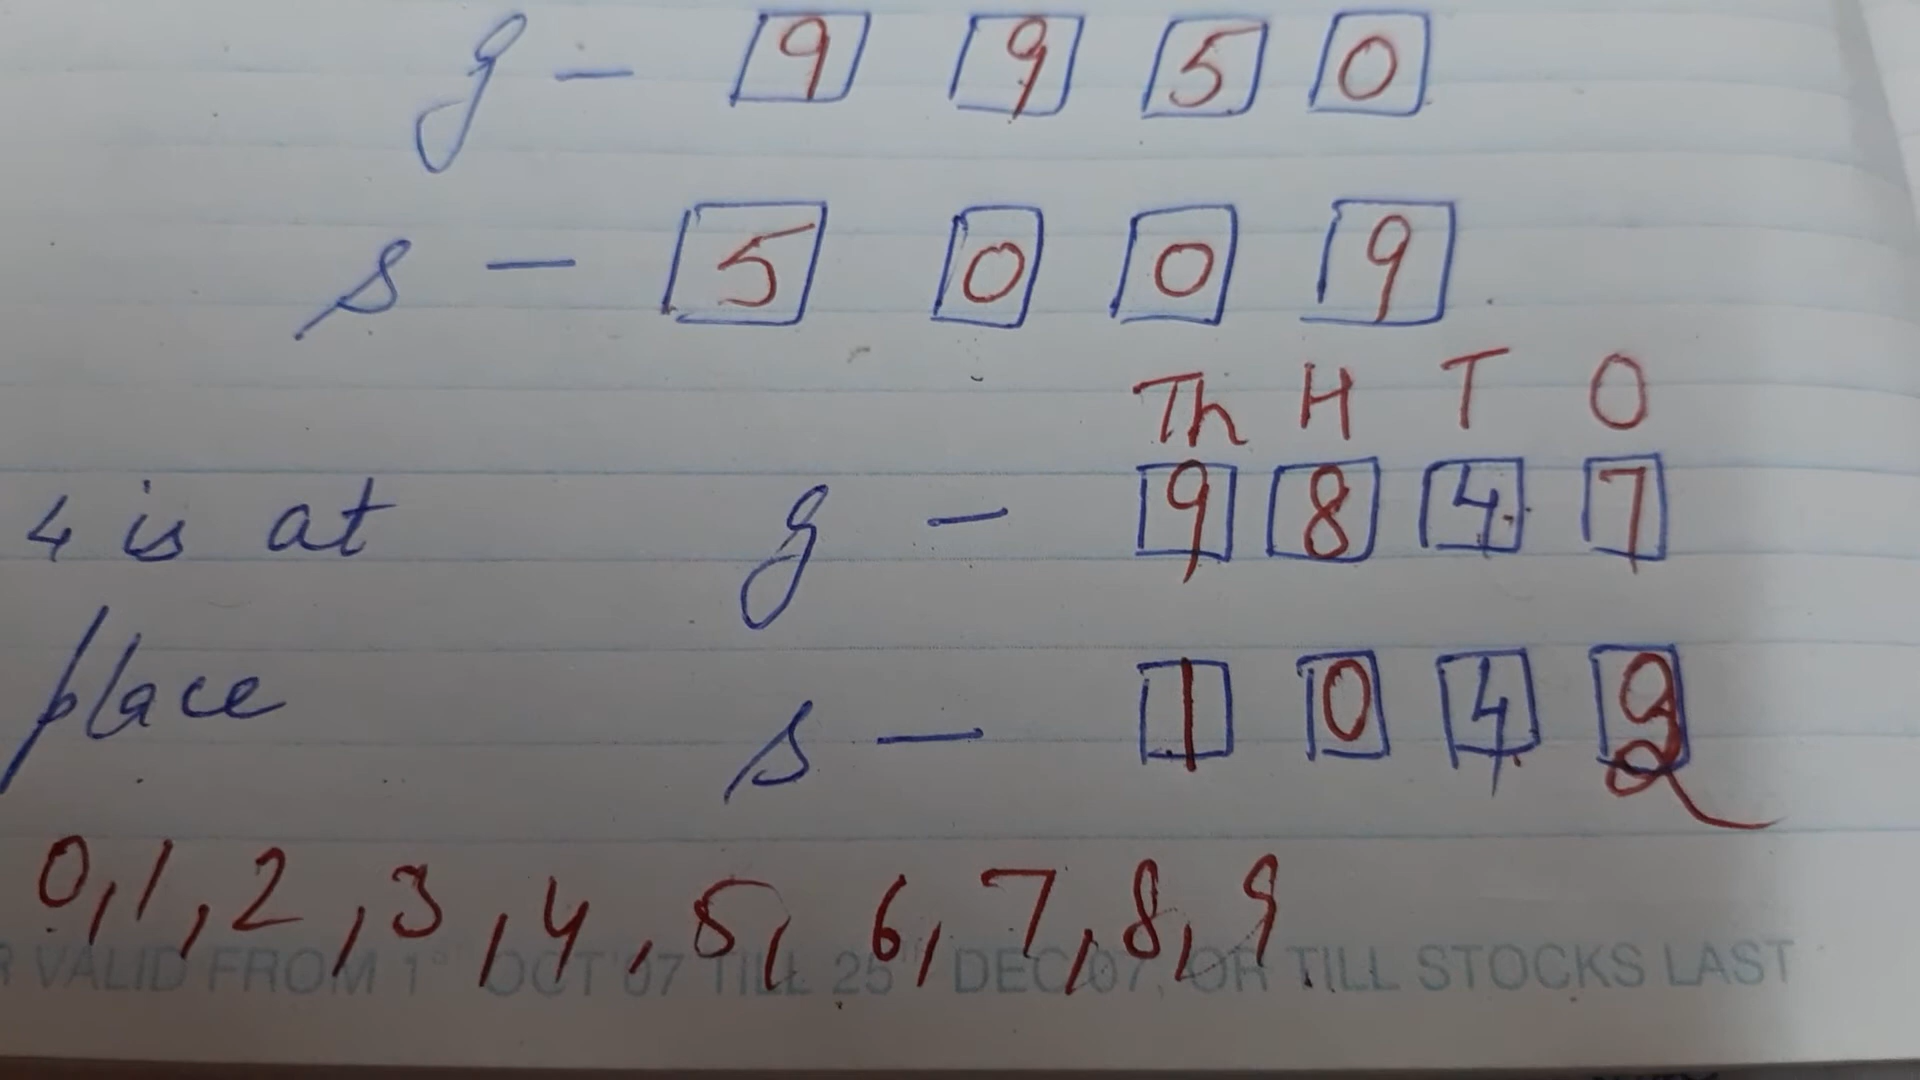 g - 9 9 5 0
s - 5 0 0 9
Th H T O
4 is at g - 9 8 4 7
place s - 1 0 4 2
0, 1, 2, 3, 4, 5, 6, 7, 8, 9
R VALID FROM 1° OCT'07 TILL 25 DEC'07, OR TILL STOCKS LAST